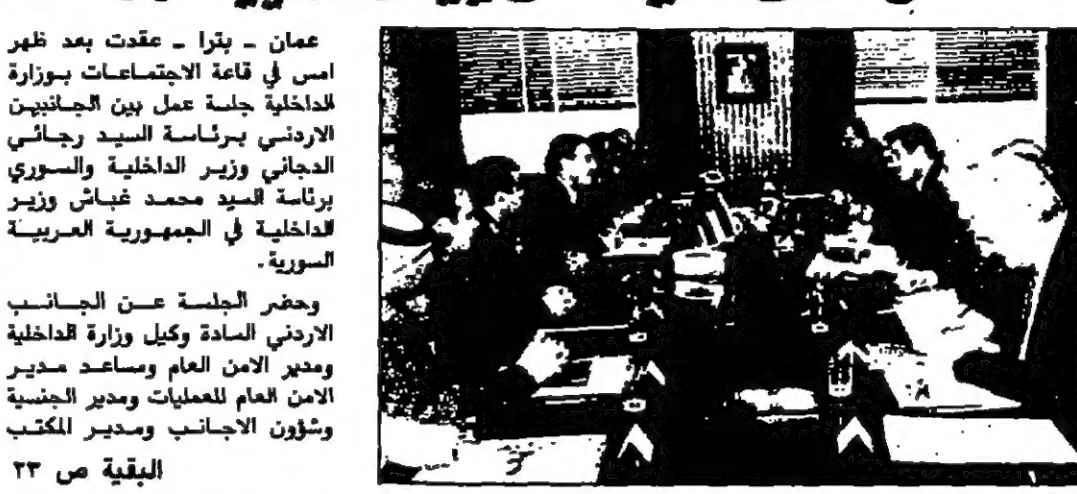 عمان ـ بترا ـ عقدت بعد ظهر
امس في قاعة الاجتماعات بوزارة
الداخلية جلسة عمل بين الجانبين
الاردني برئاسة السيد رجائي
الدجاني وزير الداخلية والسوري
برئاسة السيد محمد غباش وزير
الداخلية في الجمهورية العربية
السورية .
وحضر الجلسة عن الجانب
الاردني السادة وكيل وزارة الداخلية
ومدير الامن العام ومساعد مدير
الامن العام للعمليات ومدير الجنسية
وشؤون الاجانب ومدير المكتب
البقية ص ٢٣